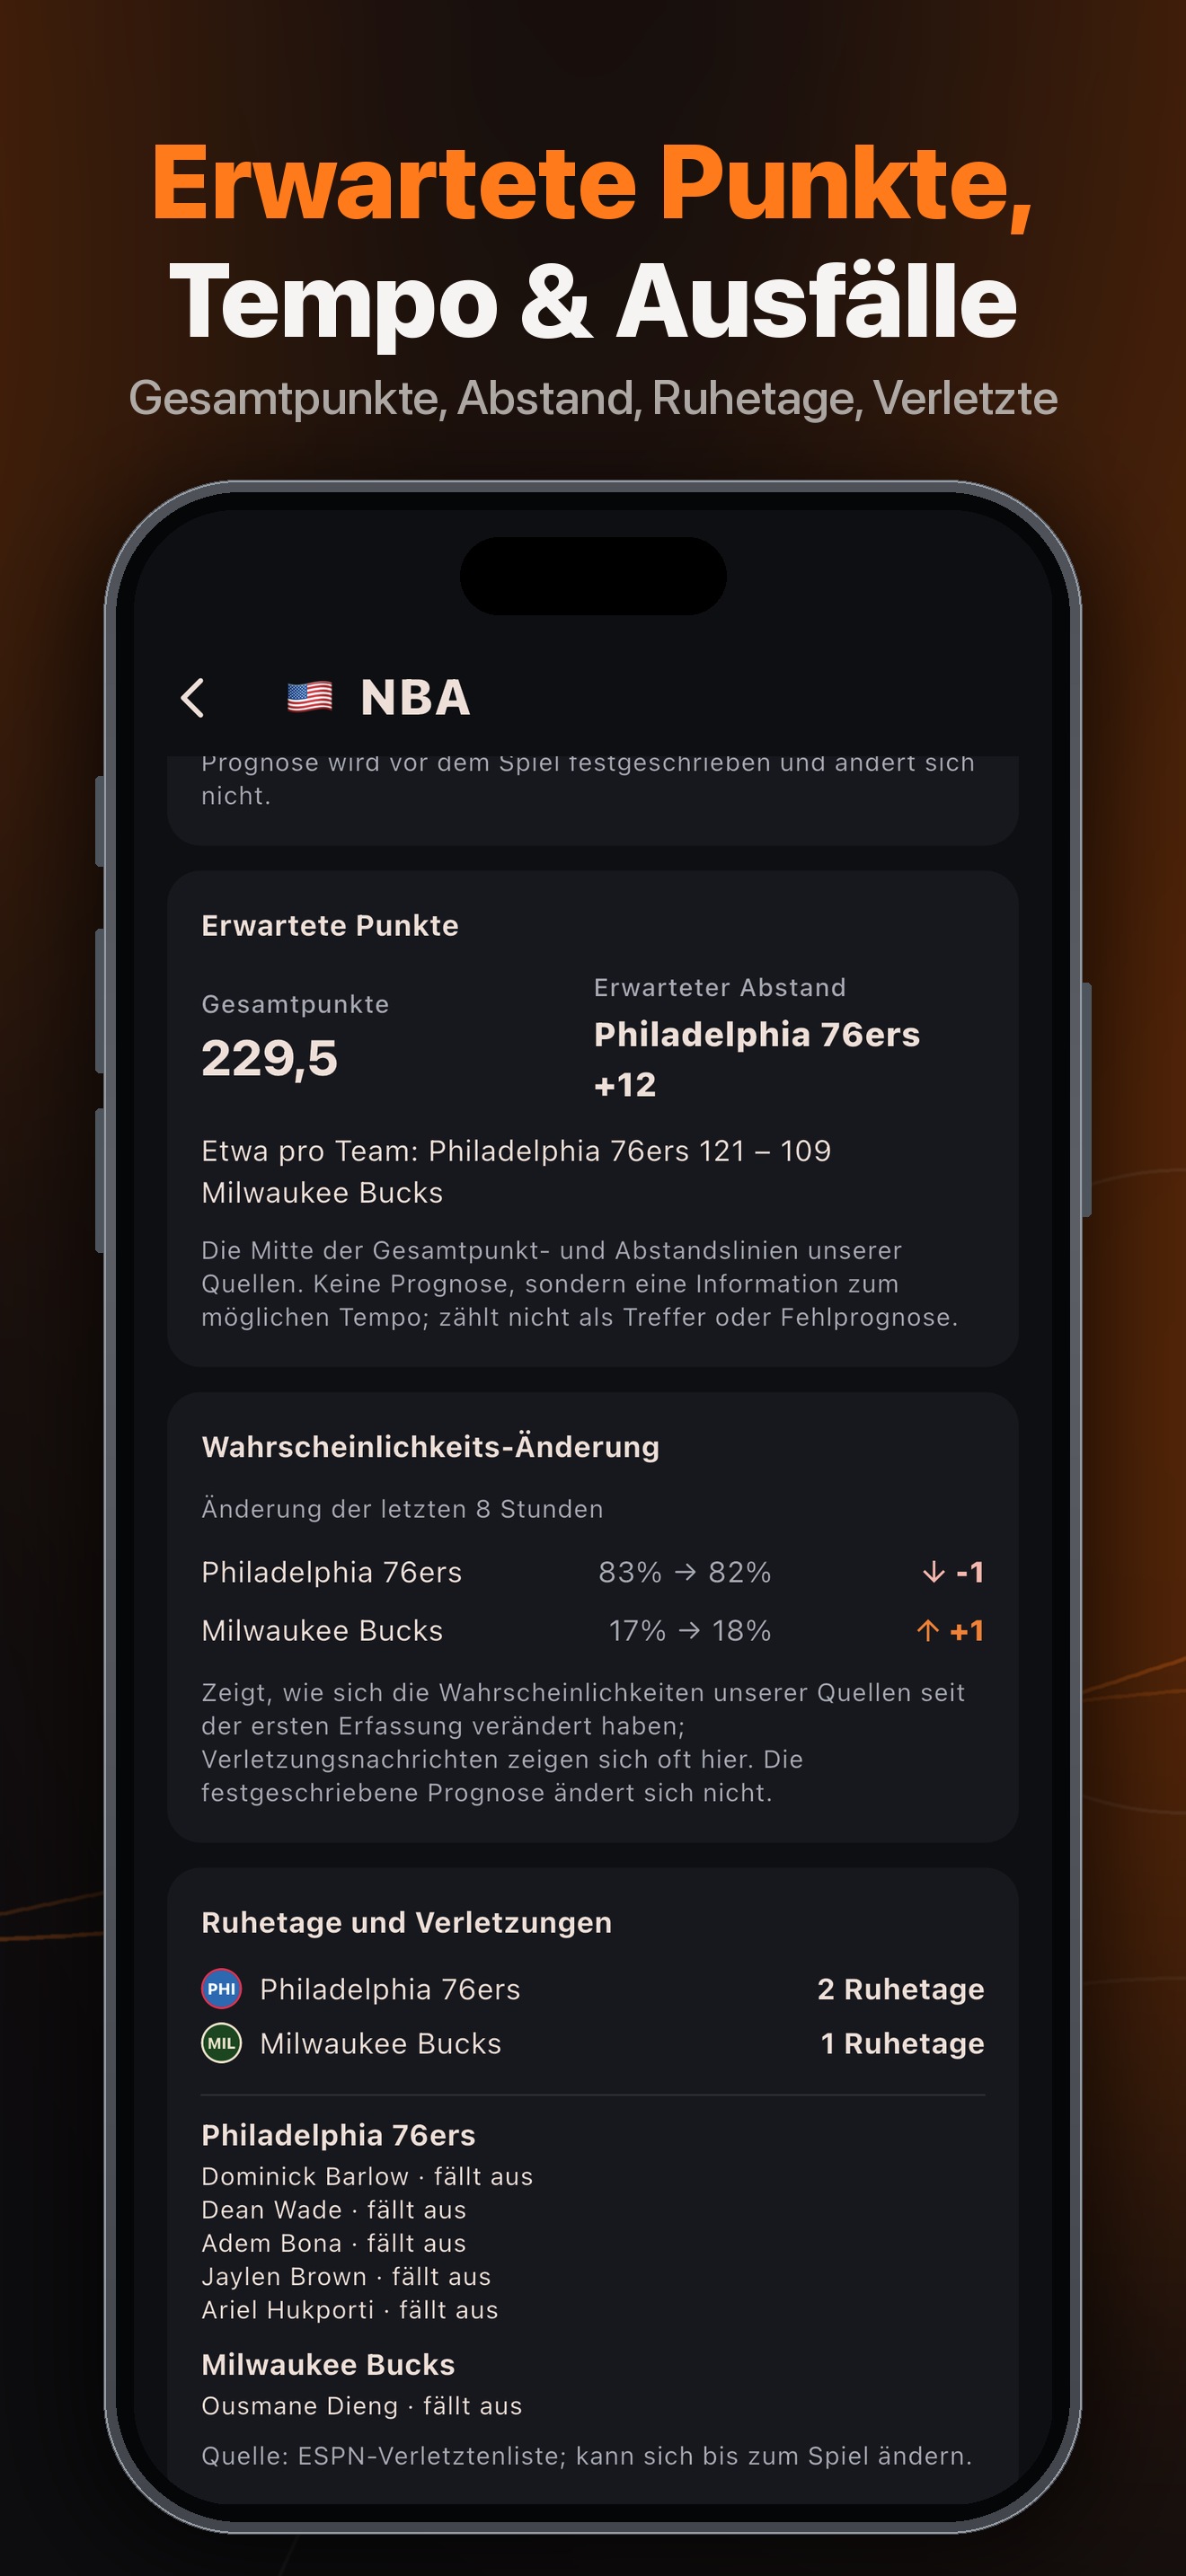 Erwartete Punkte,
Tempo & Ausfälle
Gesamtpunkte, Abstand, Ruhetage, Verletzte
NBA
Prognose wird vor dem Spiel festgeschrieben und ändert sich
nicht.
Erwartete Punkte
Gesamtpunkte
229,5
Erwarteter Abstand
Philadelphia 76ers
+12
Etwa pro Team: Philadelphia 76ers 121 – 109
Milwaukee Bucks
Die Mitte der Gesamtpunkt- und Abstandslinien unserer
Quellen. Keine Prognose, sondern eine Information zum
möglichen Tempo; zählt nicht als Treffer oder Fehlprognose.
Wahrscheinlichkeits-Änderung
Änderung der letzten 8 Stunden
Philadelphia 76ers 83% → 82% ↓ -1
Milwaukee Bucks 17% → 18% ↑ +1
Zeigt, wie sich die Wahrscheinlichkeiten unserer Quellen seit
der ersten Erfassung verändert haben;
Verletzungsnachrichten zeigen sich oft hier. Die
festgeschriebene Prognose ändert sich nicht.
Ruhetage und Verletzungen
PHI Philadelphia 76ers 2 Ruhetage
MIL Milwaukee Bucks 1 Ruhetage
Philadelphia 76ers
Dominick Barlow · fällt aus
Dean Wade · fällt aus
Adem Bona · fällt aus
Jaylen Brown · fällt aus
Ariel Hukporti · fällt aus
Milwaukee Bucks
Ousmane Dieng · fällt aus
Quelle: ESPN-Verletztenliste; kann sich bis zum Spiel ändern.